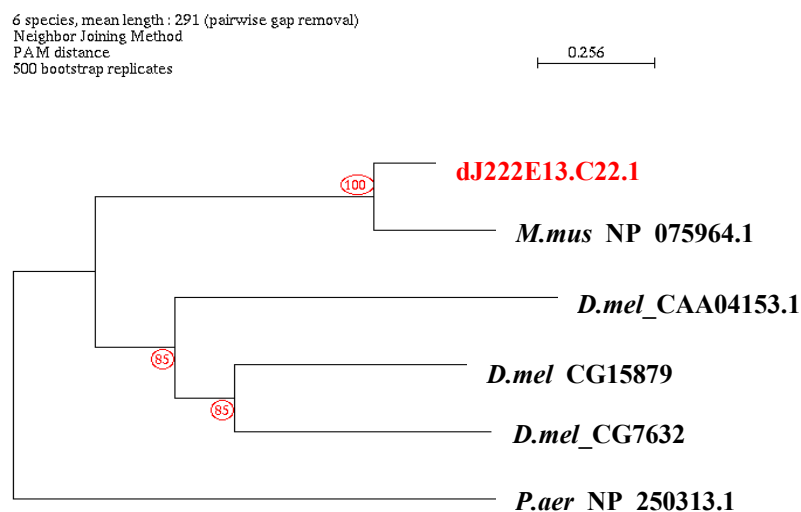 6 species, mean length : 291 (pairwise gap removal)
Neighbor Joining Method
PAM distance
500 bootstrap replicates
0.256
100
dJ222E13.C22.1
M.mus NP 075964.1
D.mel_CAA04153.1
85
D.mel CG15879
85
D.mel_CG7632
P.aer NP 250313.1